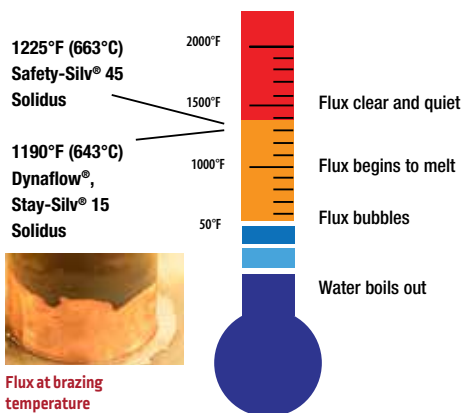 1225°F (663°C)
Safety-Silv® 45
Solidus
1190°F (643°C)
Dynaflow®,
Stay-Silv® 15
Solidus
Flux at brazing
temperature
2000°F
1500°F
1000°F
50°F
Flux clear and quiet
Flux begins to melt
Flux bubbles
Water boils out